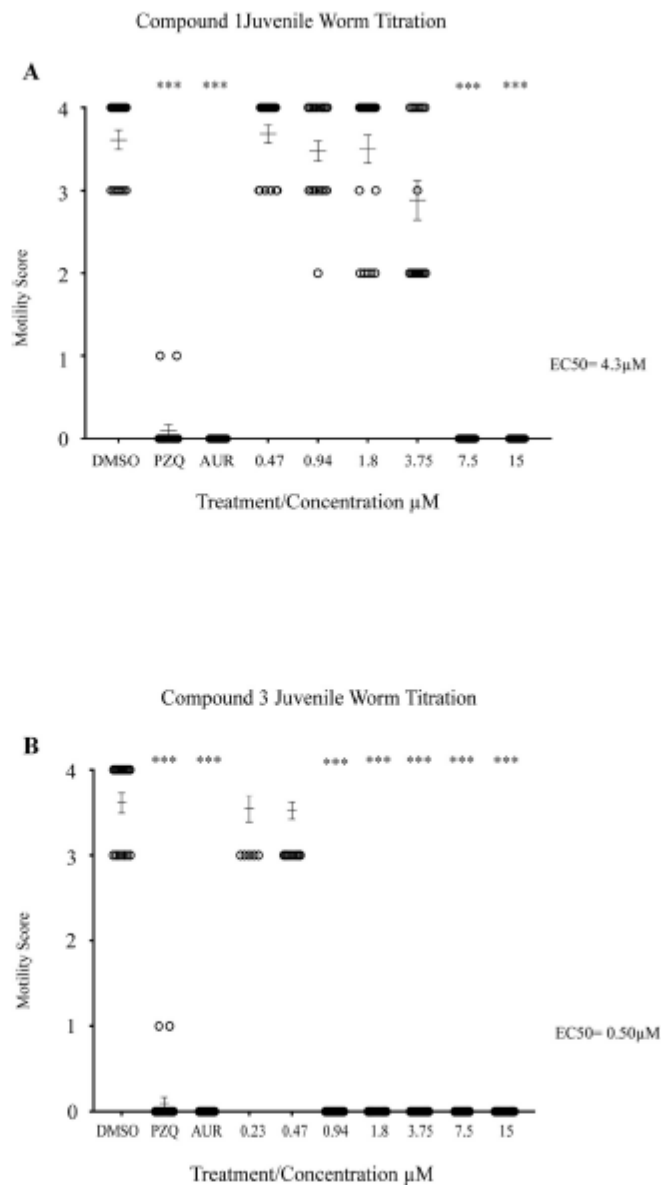 Compound 1Juvenile Worm Titration
A
*** *** *** ***
4
3
2
1
0
Motility Score
EC50= 4.3µM
DMSO PZQ AUR 0.47 0.94 1.8 3.75 7.5 15
Treatment/Concentration µM
Compound 3 Juvenile Worm Titration
B
*** *** *** *** *** *** ***
4
3
2
1
0
Motility Score
EC50= 0.50µM
DMSO PZQ AUR 0.23 0.47 0.94 1.8 3.75 7.5 15
Treatment/Concentration µM